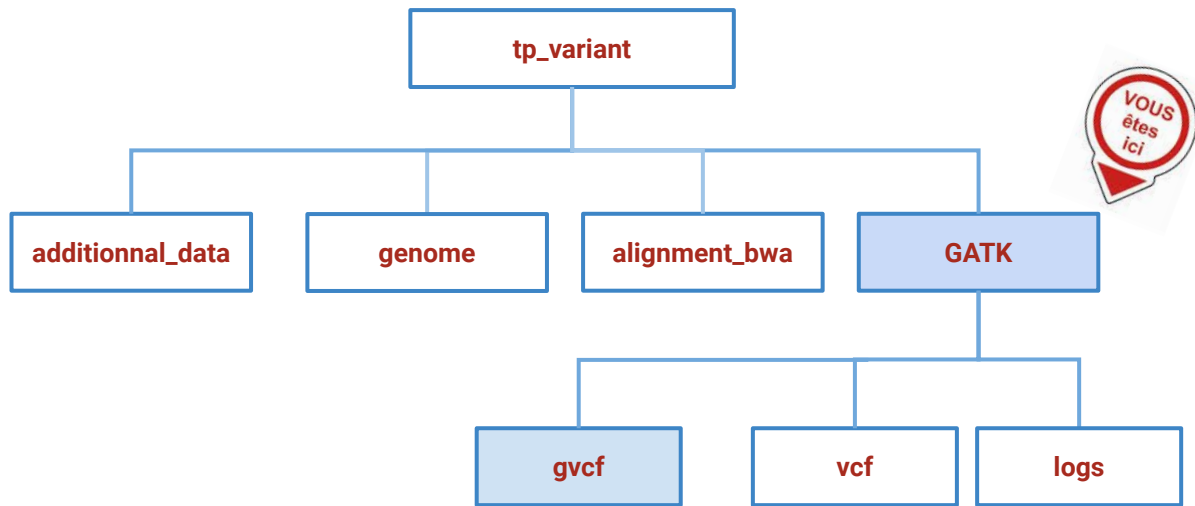 tp_variant
VOUS
êtes
ici
additionnal_data
genome
alignment_bwa
GATK
gvcf
vcf
logs